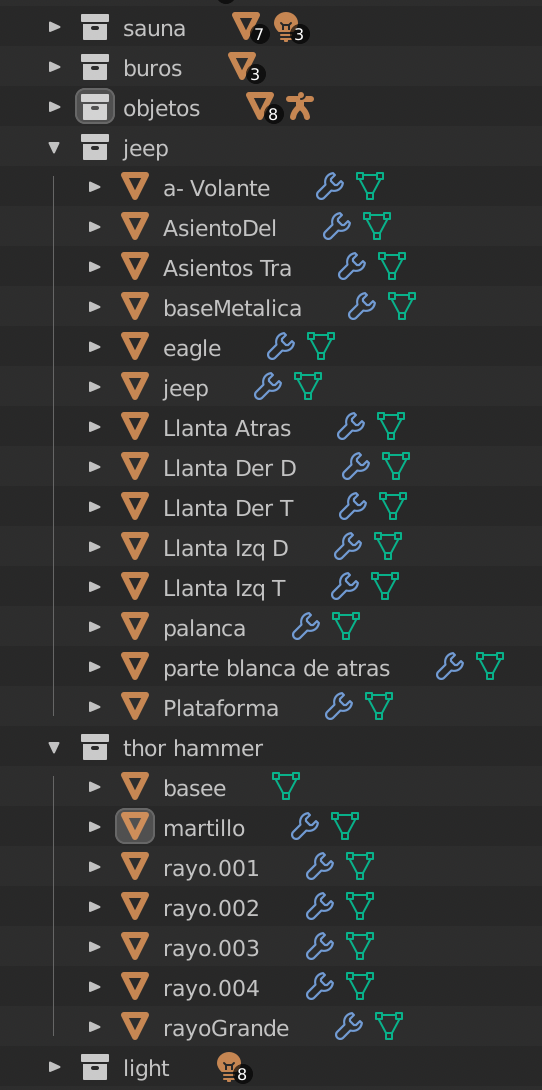 sauna 7 3
buros 3
objetos 8
jeep
a- Volante
AsientoDel
Asientos Tra
baseMetalica
eagle
jeep
Llanta Atras
Llanta Der D
Llanta Der T
Llanta Izq D
Llanta Izq T
palanca
parte blanca de atras
Plataforma
thor hammer
basee
martillo
rayo.001
rayo.002
rayo.003
rayo.004
rayoGrande
light 8